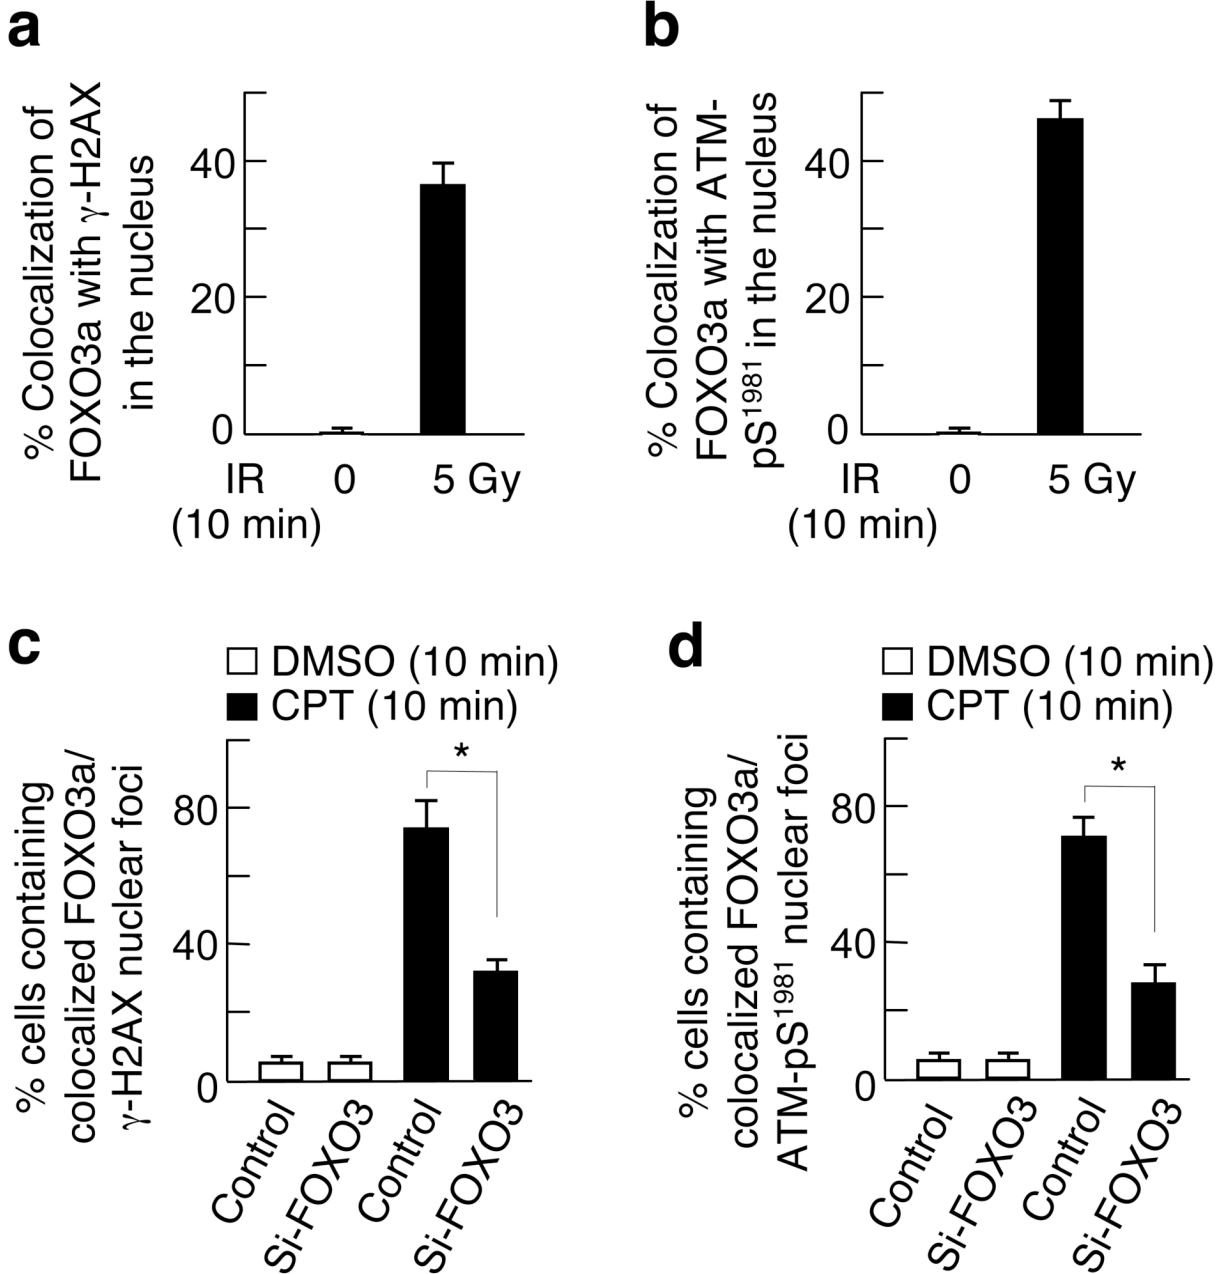 a
% Colocalization of
FOXO3a with γ-H2AX
in the nucleus
40
20
0
IR 0 5 Gy
(10 min)
b
% Colocalization of
FOXO3a with ATM-
pS1981 in the nucleus
40
20
0
IR 0 5 Gy
(10 min)
c
DMSO (10 min)
CPT (10 min)
% cells containing
colocalized FOXO3a/
γ-H2AX nuclear foci
80
40
0
*
Control
Si-FOXO3
Control
Si-FOXO3
d
DMSO (10 min)
CPT (10 min)
% cells containing
colocalized FOXO3a/
ATM-pS1981 nuclear foci
80
40
0
*
Control
Si-FOXO3
Control
Si-FOXO3